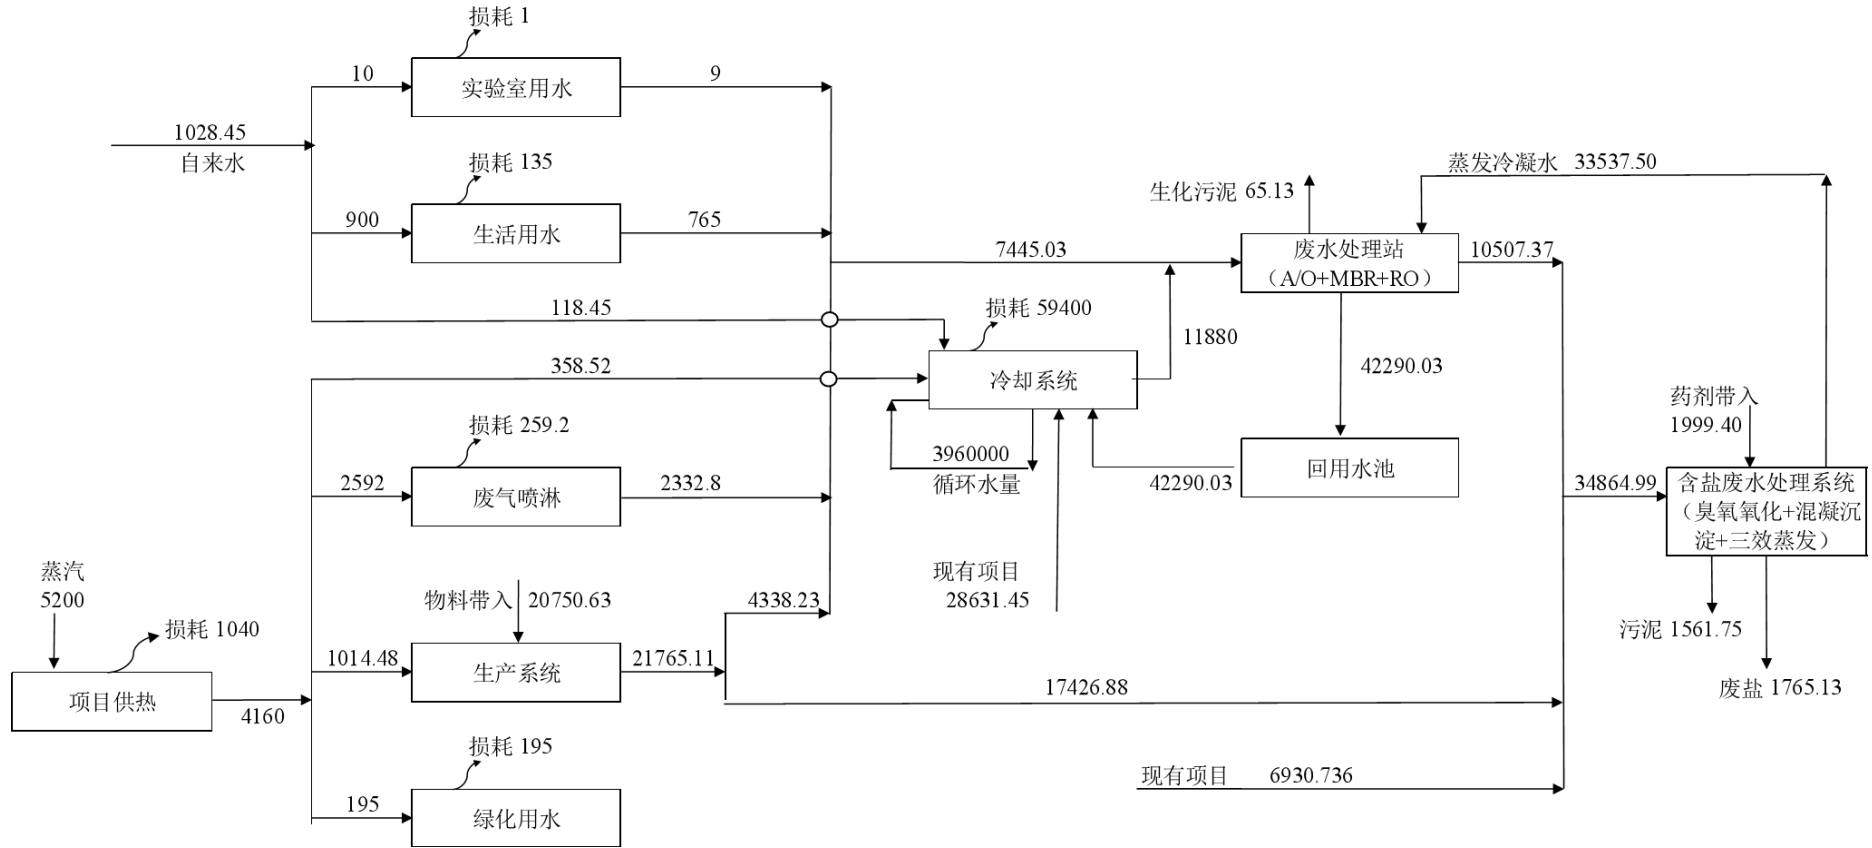 损耗 1
10
实验室用水
9
1028.45
自来水
损耗 135
900
生活用水
765
118.45
358.52
损耗 259.2
2592
废气喷淋
2332.8
蒸汽
5200
损耗 1040
项目供热
4160
物料带入
20750.63
1014.48
生产系统
21765.11
4338.23
17426.88
损耗 195
195
绿化用水
7445.03
损耗 59400
冷却系统
11880
3960000
循环水量
现有项目
28631.45
生化污泥 65.13
蒸发冷凝水 33537.50
废水处理站
（A/O+MBR+RO）
10507.37
42290.03
回用水池
42290.03
药剂带入
1999.40
34864.99
含盐废水处理系统
（臭氧氧化+混凝沉
淀+三效蒸发）
污泥 1561.75
废盐 1765.13
现有项目 6930.736